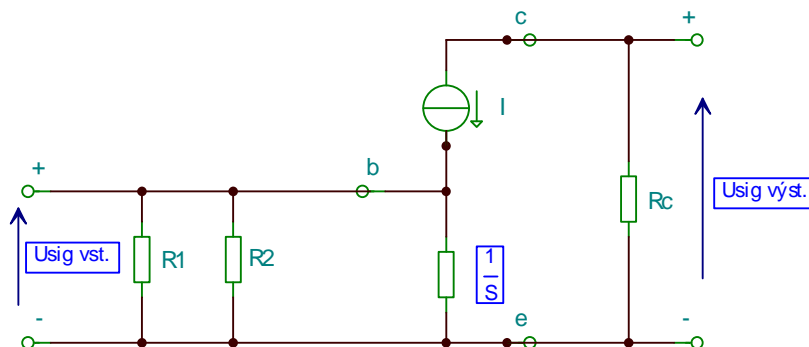 c
+
I
+
b
Usig vst.
R1
R2
1
S
Rc
Usig výst.
-
e
-